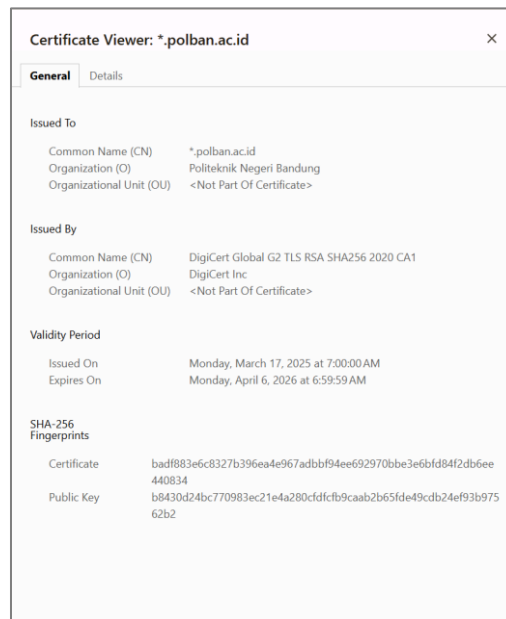 Certificate Viewer: *.polban.ac.id
General Details
Issued To
Common Name (CN) *.polban.ac.id
Organization (O) Politeknik Negeri Bandung
Organizational Unit (OU) <Not Part Of Certificate>
Issued By
Common Name (CN) DigiCert Global G2 TLS RSA SHA256 2020 CA1
Organization (O) DigiCert Inc
Organizational Unit (OU) <Not Part Of Certificate>
Validity Period
Issued On Monday, March 17, 2025 at 7:00:00 AM
Expires On Monday, April 6, 2026 at 6:59:59 AM
SHA-256
Fingerprints
Certificate badf883e6c8327b396ea4e967adbbf94ee692970bbe3e6bfd84f2db6ee
440834
Public Key b8430d24bc770983ec21e4a280cfdfcfb9caab2b65fde49cdb24ef93b975
62b2